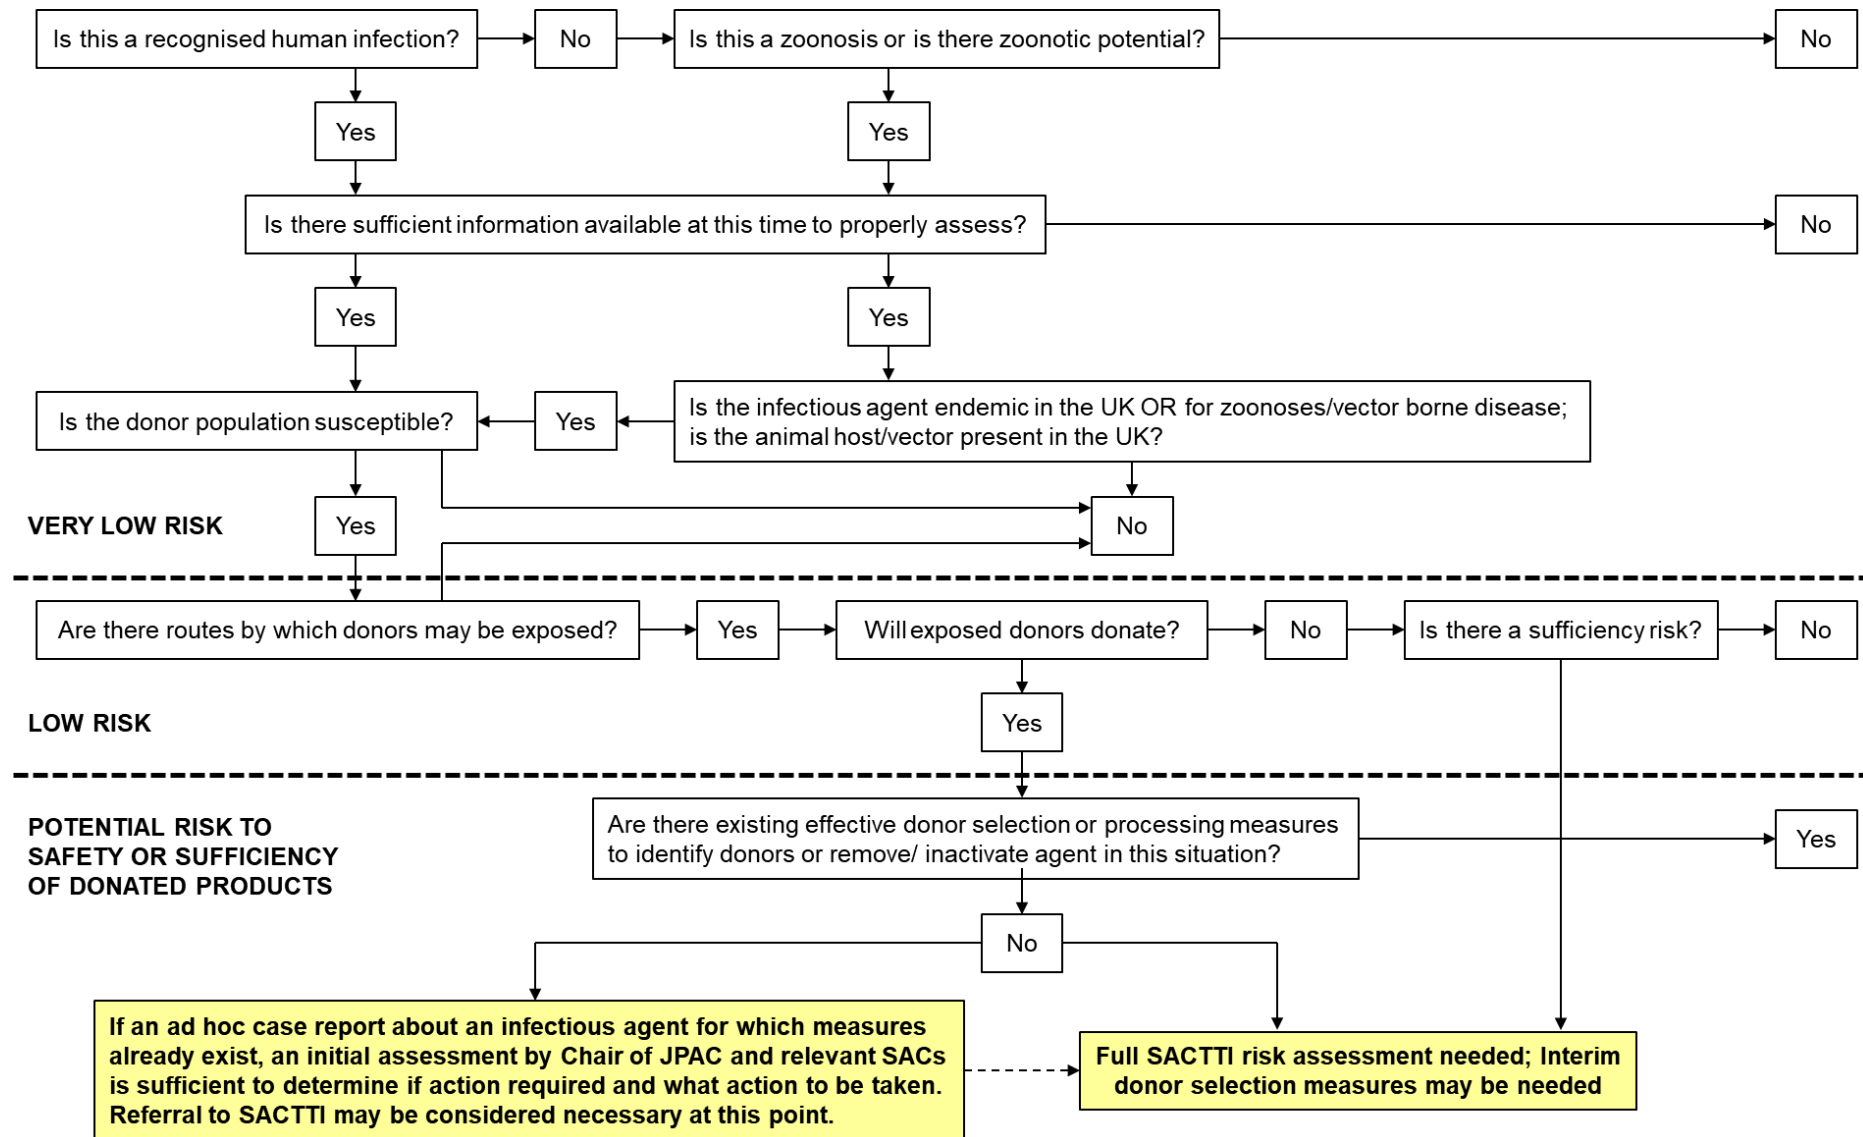 Is this a recognised human infection?
No
Is this a zoonosis or is there zoonotic potential?
No
Yes
Yes
Is there sufficient information available at this time to properly assess?
No
Yes
Yes
Is the donor population susceptible?
Yes
Is the infectious agent endemic in the UK OR for zoonoses/vector borne disease;
is the animal host/vector present in the UK?
VERY LOW RISK
Yes
No
Are there routes by which donors may be exposed?
Yes
Will exposed donors donate?
No
Is there a sufficiency risk?
No
LOW RISK
Yes
POTENTIAL RISK TO
SAFETY OR SUFFICIENCY
OF DONATED PRODUCTS
Are there existing effective donor selection or processing measures
to identify donors or remove/ inactivate agent in this situation?
Yes
No
If an ad hoc case report about an infectious agent for which measures
already exist, an initial assessment by Chair of JPAC and relevant SACs
is sufficient to determine if action required and what action to be taken.
Referral to SACTTI may be considered necessary at this point.
Full SACTTI risk assessment needed; Interim
donor selection measures may be needed